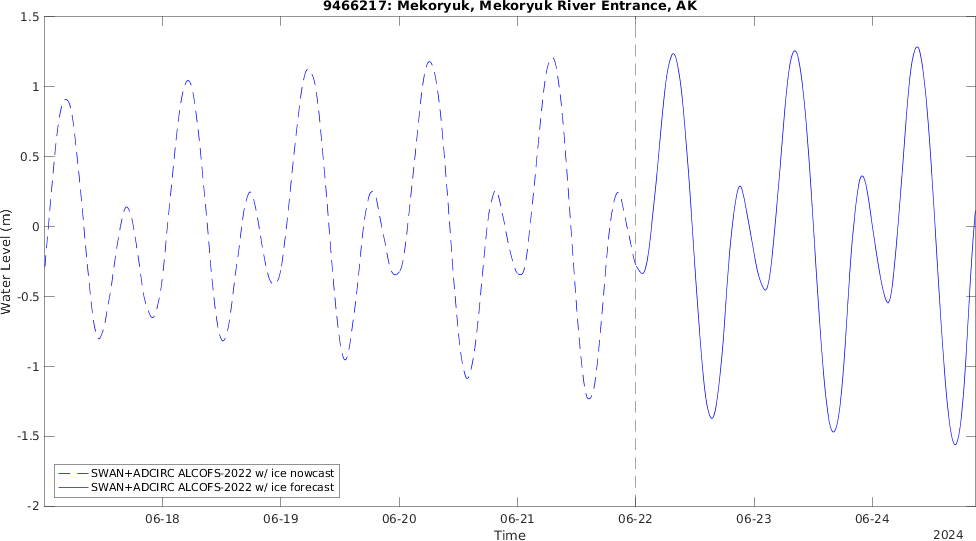 9466217: Mekoryuk, Mekoryuk River Entrance, AK
1.5
1
0.5
0
-0.5
-1
-1.5
-2
Water Level (m)
SWAN+ADCIRC ALCOFS-2022 w/ ice nowcast
SWAN+ADCIRC ALCOFS-2022 w/ ice forecast
06-18 06-19 06-20 06-21 06-22 06-23 06-24
Time
2024